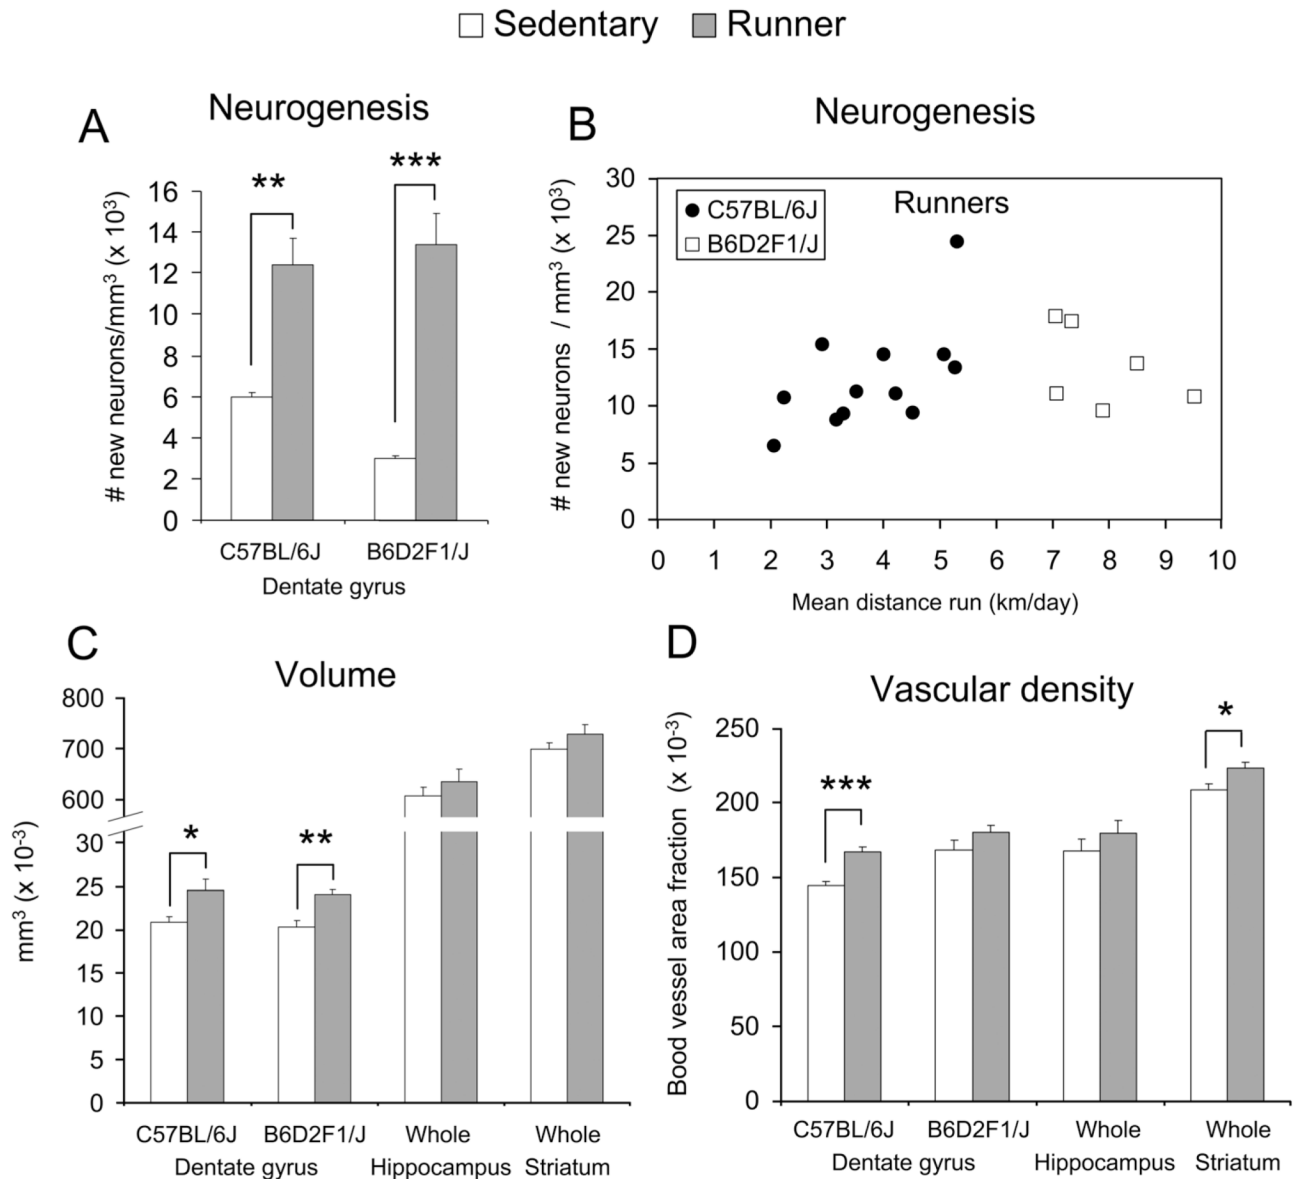 Sedentary Runner
A
Neurogenesis
# new neurons/mm³ (x 10³)
16
14
12
10
8
6
4
2
0
**
***
C57BL/6J B6D2F1/J
Dentate gyrus
B
Neurogenesis
# new neurons / mm³ (x 10³)
30
25
20
15
10
5
0
C57BL/6J
B6D2F1/J
Runners
0 1 2 3 4 5 6 7 8 9 10
Mean distance run (km/day)
C
Volume
mm³ (x 10⁻³)
800
700
600
30
25
20
15
10
5
0
*
**
C57BL/6J B6D2F1/J Whole Whole
Dentate gyrus Hippocampus Striatum
D
Vascular density
Bood vessel area fraction (x 10⁻³)
250
200
150
100
50
0
***
*
C57BL/6J B6D2F1/J Whole Whole
Dentate gyrus Hippocampus Striatum